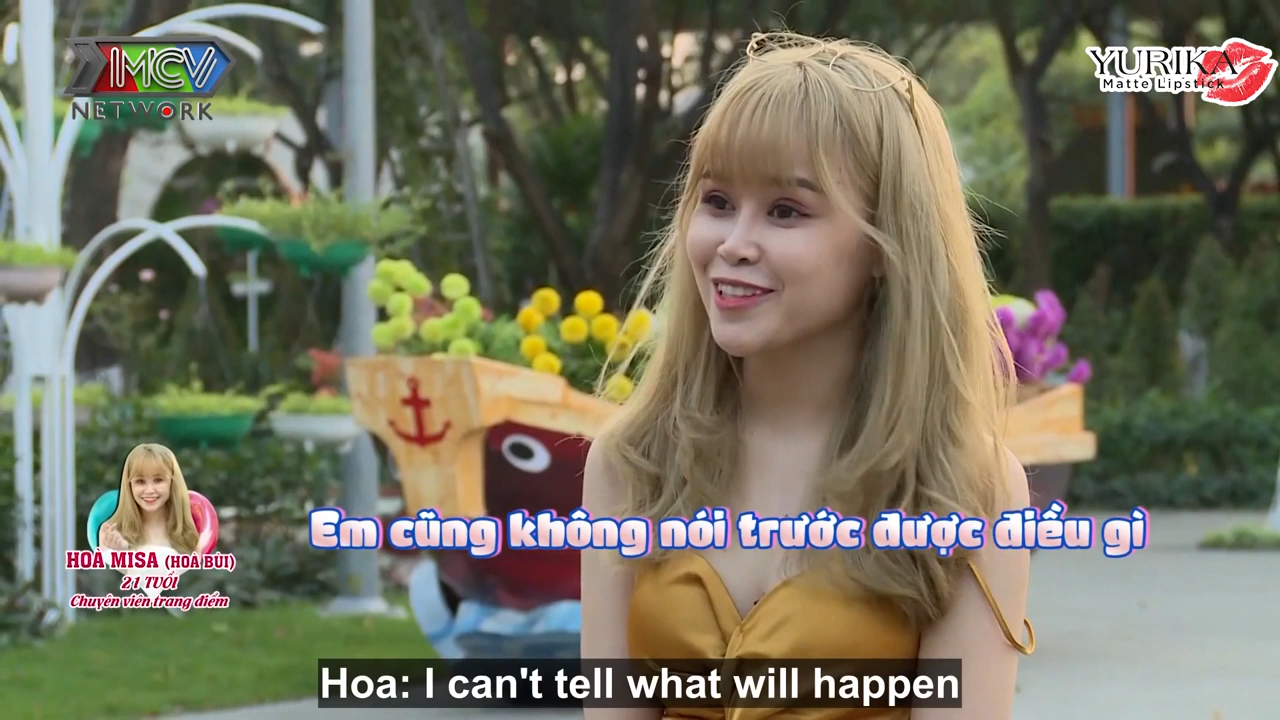 MCV
NETWORK
YURIKA
Matte Lipstick
Em cũng không nói trước được điều gì
HOÀ MISA (HOÀ BÙI)
21 TUỔI
Chuyên viên trang điểm
Hoa: I can't tell what will happen